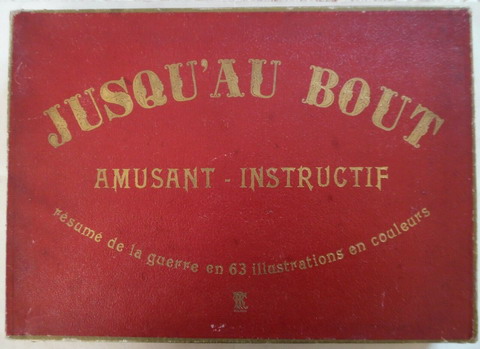 JUSQU'AU BOUT
AMUSANT - INSTRUCTIF
résumé de la guerre en 63 illustrations en couleurs